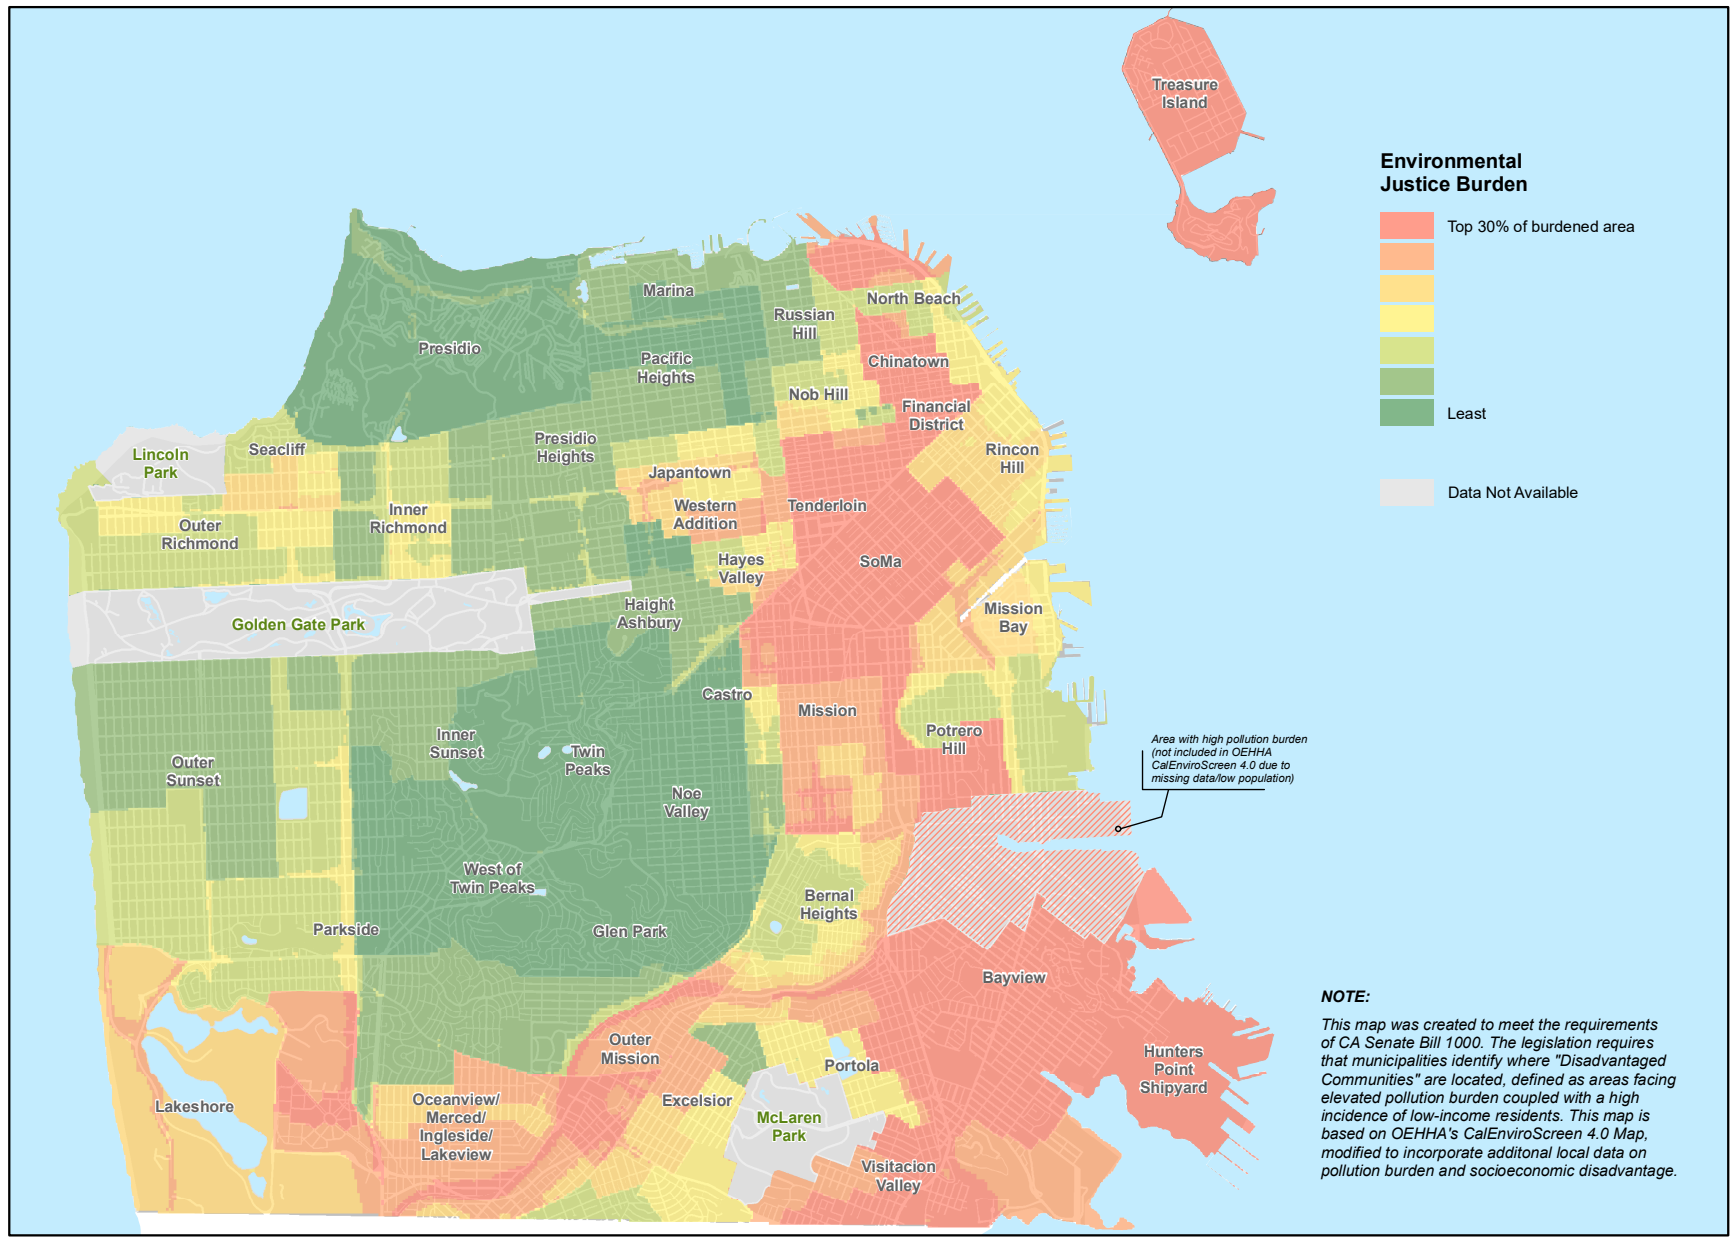 Treasure
Island
Environmental
Justice Burden
Top 30% of burdened area
Least
Data Not Available
Marina
North Beach
Russian
Hill
Presidio
Pacific
Heights
Chinatown
Nob Hill
Financial
District
Seacliff
Presidio
Heights
Rincon
Hill
Lincoln
Park
Japantown
Western
Addition
Tenderloin
Outer
Richmond
Inner
Richmond
Hayes
Valley
SoMa
Haight
Ashbury
Mission
Bay
Golden Gate Park
Castro
Mission
Potrero
Hill
Inner
Sunset
Twin
Peaks
Outer
Sunset
Noe
Valley
Area with high pollution burden
(not included in OEHHA
CalEnviroScreen 4.0 due to
missing data/low population)
West of
Twin Peaks
Bernal
Heights
Parkside
Glen Park
Bayview
Outer
Mission
Portola
Hunters
Point
Shipyard
Lakeshore
Oceanview/
Merced/
Ingleside/
Lakeview
Excelsior
McLaren
Park
Visitacion
Valley
NOTE:
This map was created to meet the requirements
of CA Senate Bill 1000. The legislation requires
that municipalities identify where "Disadvantaged
Communities" are located, defined as areas facing
elevated pollution burden coupled with a high
incidence of low-income residents. This map is
based on OEHHA's CalEnviroScreen 4.0 Map,
modified to incorporate additonal local data on
pollution burden and socioeconomic disadvantage.